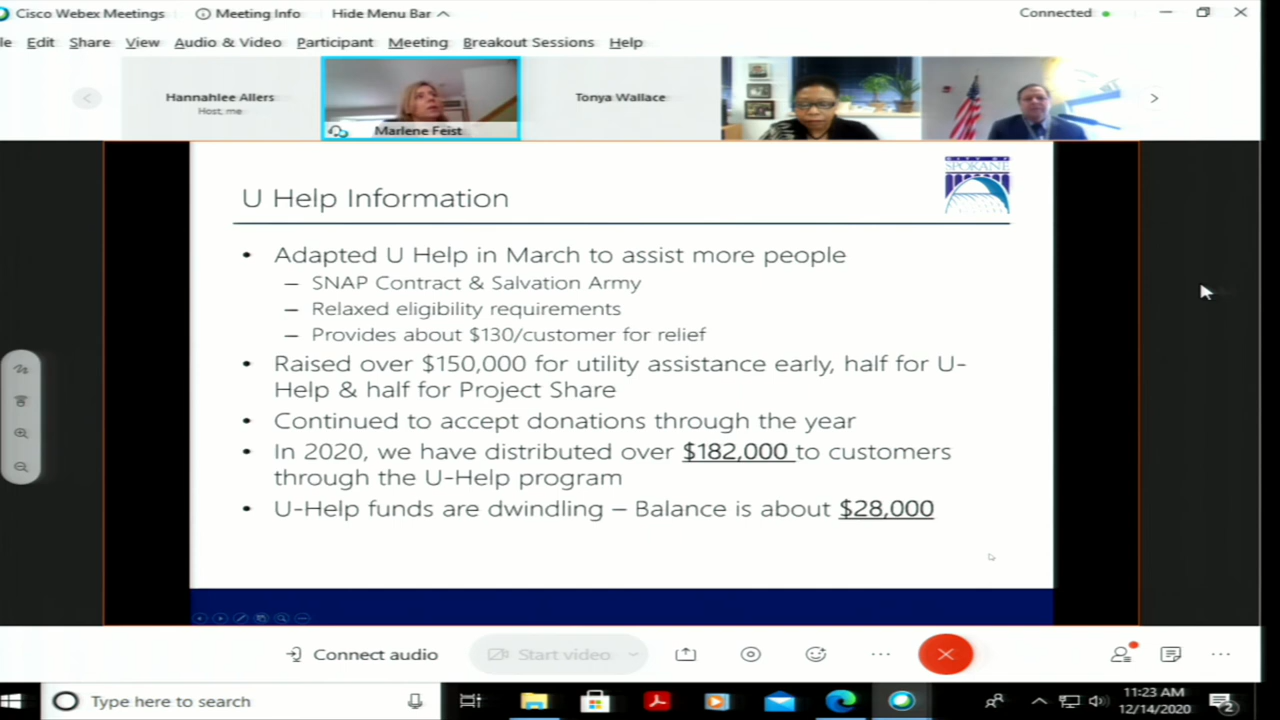 Cisco Webex Meetings
Meeting Info
Hide Menu Bar
Connected
le Edit Share View Audio & Video Participant Meeting Breakout Sessions Help
Hannahlee Allers
Host, me
Marlene Feist
Tonya Wallace
CITY OF
SPOKANE
U Help Information
• Adapted U Help in March to assist more people
– SNAP Contract & Salvation Army
– Relaxed eligibility requirements
– Provides about $130/customer for relief
• Raised over $150,000 for utility assistance early, half for U-
Help & half for Project Share
• Continued to accept donations through the year
• In 2020, we have distributed over $182,000 to customers
through the U-Help program
• U-Help funds are dwindling – Balance is about $28,000
Connect audio
Start video
Type here to search
11:23 AM
12/14/2020
2